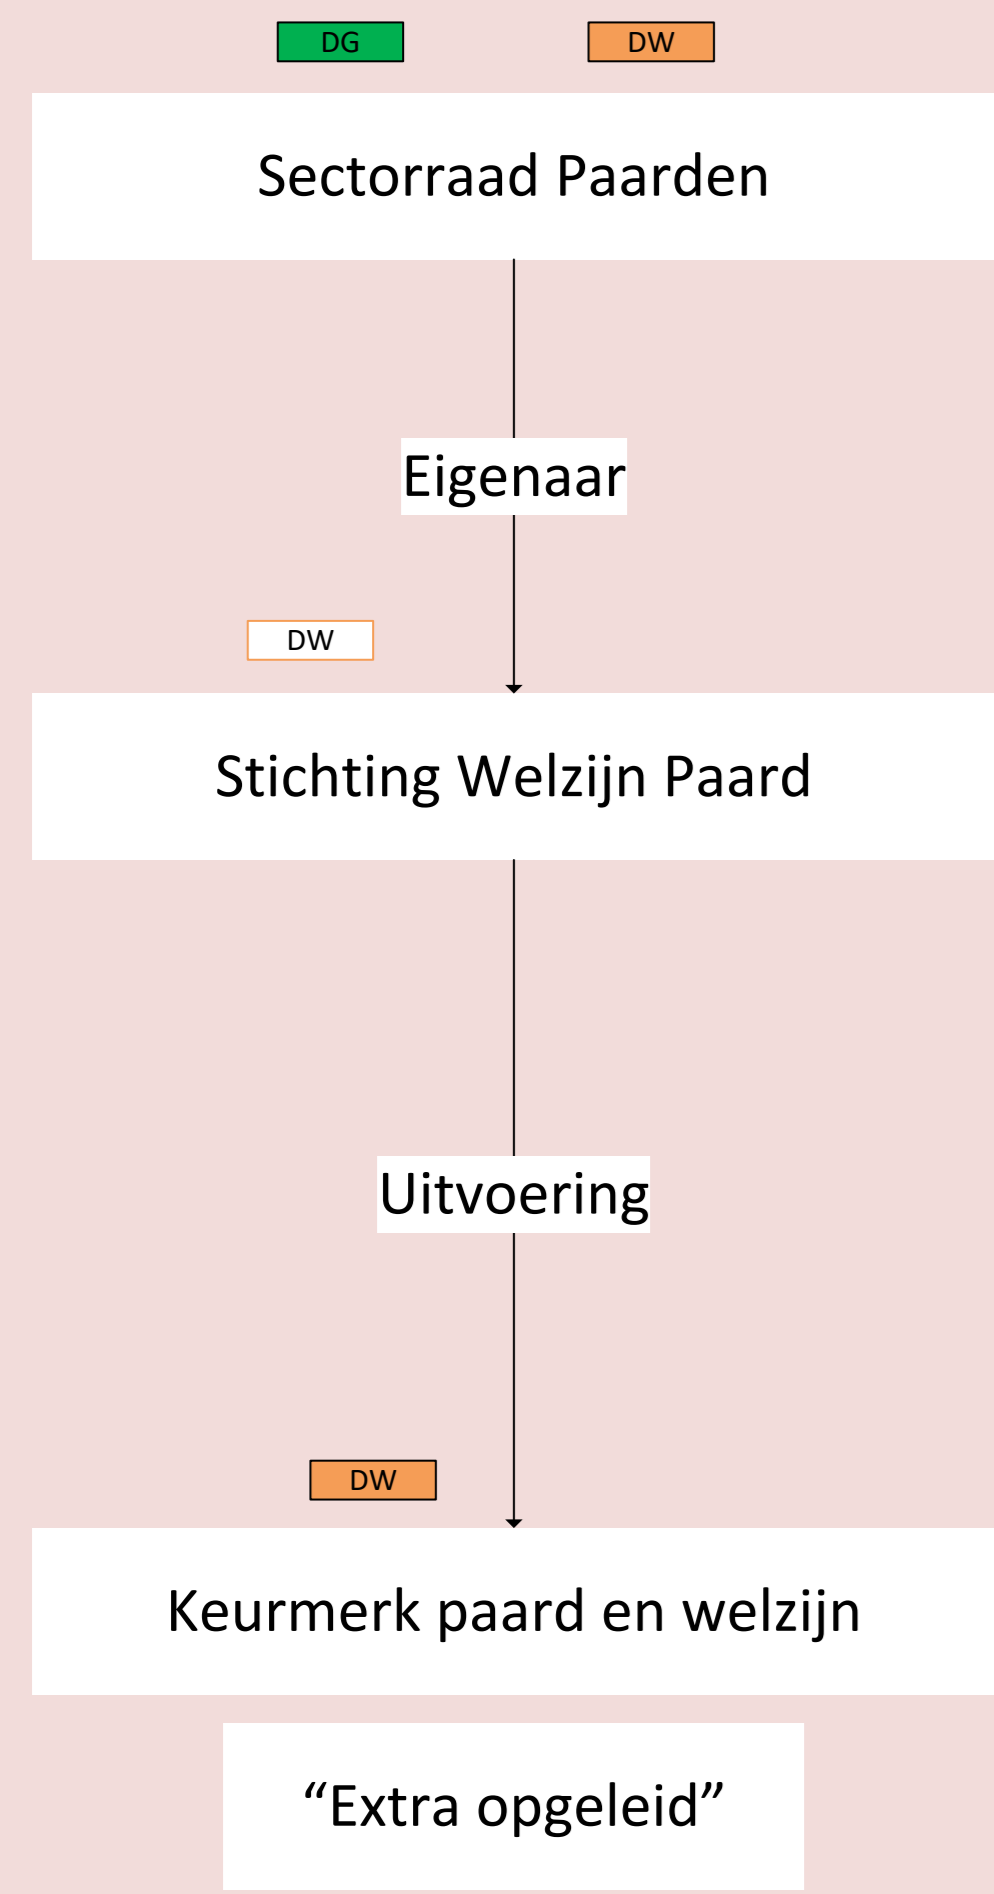 DG
DW
Sectorraad Paarden
Eigenaar
DW
Stichting Welzijn Paard
Uitvoering
DW
Keurmerk paard en welzijn
“Extra opgeleid”